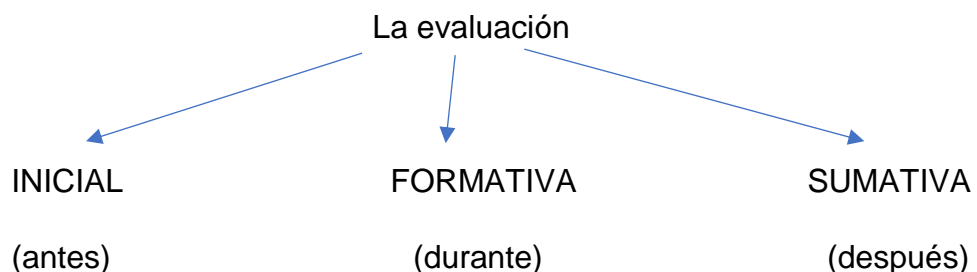 La evaluación
INICIAL FORMATIVA SUMATIVA
(antes) (durante) (después)